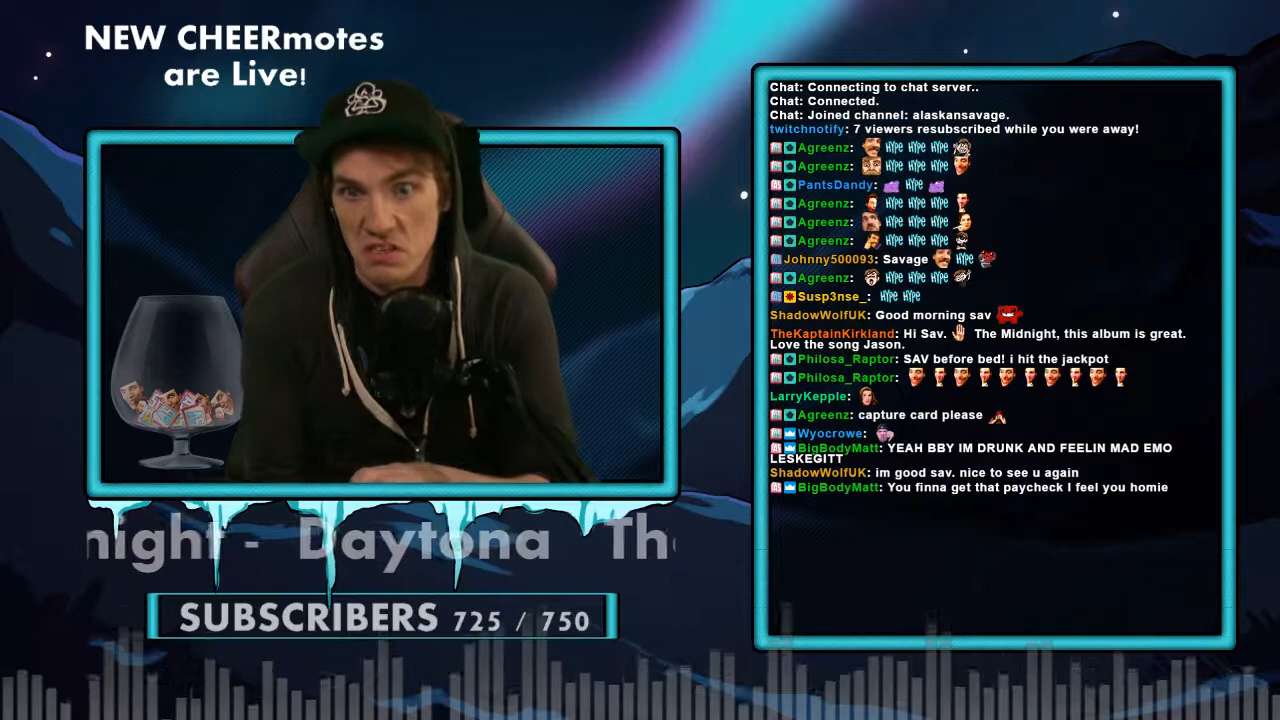 NEW CHEERmotes
are Live!
Chat: Connecting to chat server..
Chat: Connected.
Chat: Joined channel: alaskansavage.
twitchnotify: 7 viewers resubscribed while you were away!
Agreenz: HYPE HYPE HYPE
Agreenz: HYPE HYPE HYPE
PantsDandy: HYPE
Agreenz: HYPE HYPE HYPE
Agreenz: HYPE HYPE HYPE
Agreenz: HYPE HYPE HYPE
Johnny500093: Savage HYPE
Agreenz: HYPE HYPE HYPE
Susp3nse_: HYPE HYPE
ShadowWolfUK: Good morning sav
TheKaptainKirkland: Hi Sav. The Midnight, this album is great.
Love the song Jason.
Philosa_Raptor: SAV before bed! i hit the jackpot
Philosa_Raptor:
LarryKepple:
Agreenz: capture card please
Wyocrowe:
BigBodyMatt: YEAH BBY IM DRUNK AND FEELIN MAD EMO
LESKEGITT
ShadowWolfUK: im good sav. nice to see u again
BigBodyMatt: You finna get that paycheck I feel you homie
night - Daytona The
SUBSCRIBERS 725 / 750